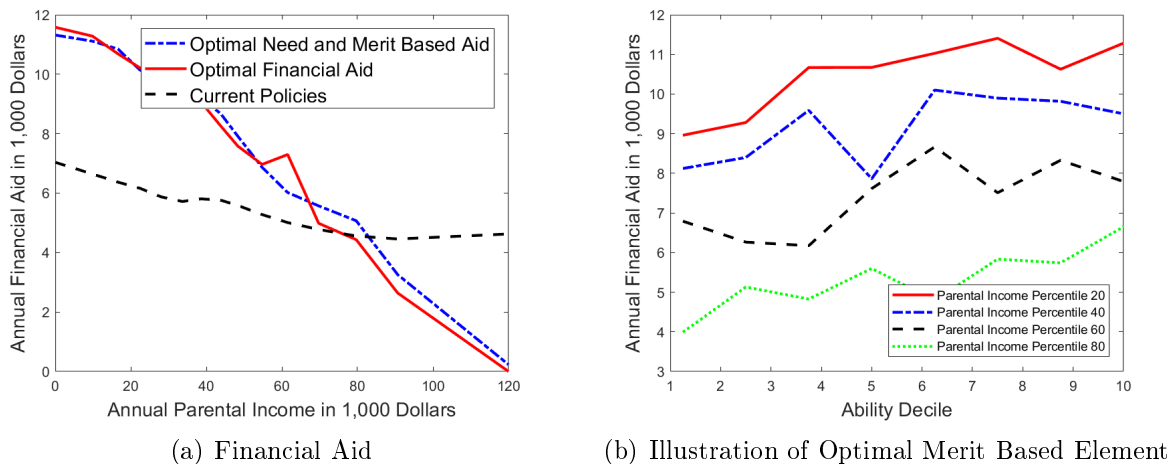 Annual Financial Aid in 1,000 Dollars
12
10
8
6
4
2
0
Optimal Need and Merit Based Aid
Optimal Financial Aid
Current Policies
0 20 40 60 80 100 120
Annual Parental Income in 1,000 Dollars
(a) Financial Aid
Annual Financial Aid in 1,000 Dollars
12
11
10
9
8
7
6
5
4
3
Parental Income Percentile 20
Parental Income Percentile 40
Parental Income Percentile 60
Parental Income Percentile 80
1 2 3 4 5 6 7 8 9 10
Ability Decile
(b) Illustration of Optimal Merit Based Element